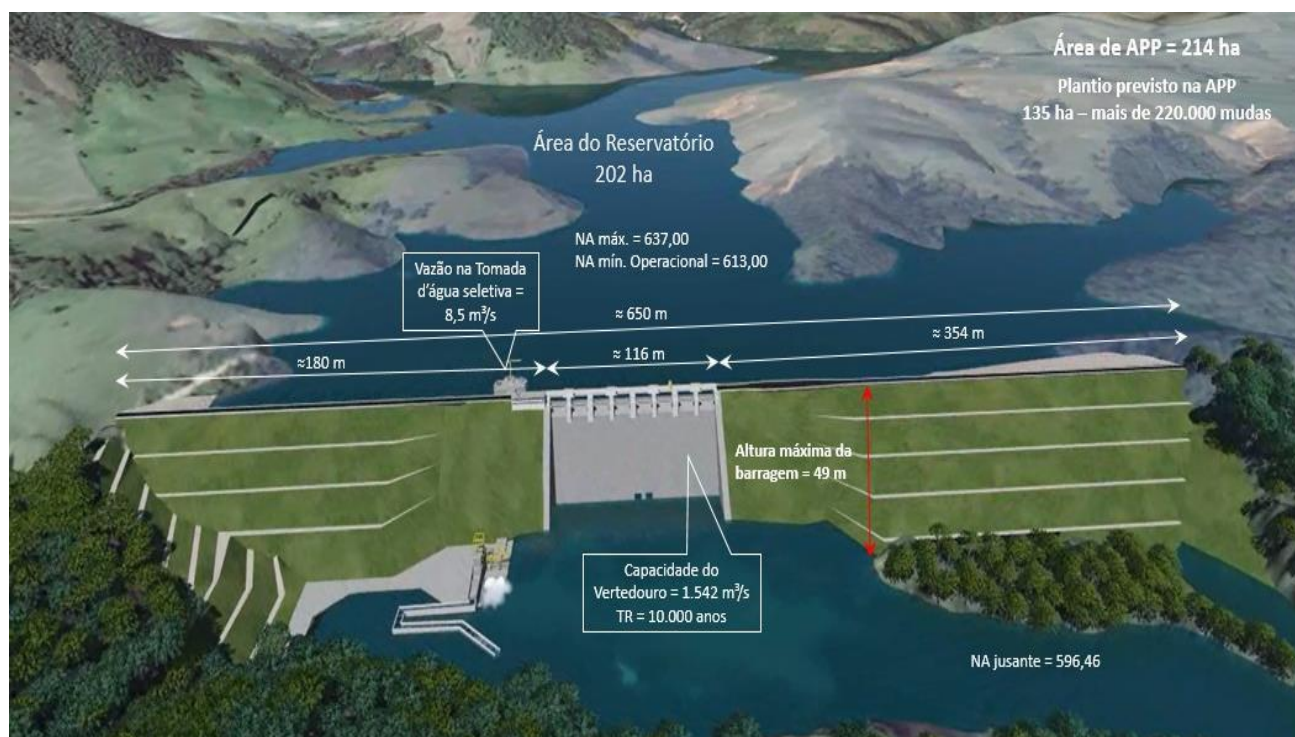 Área de APP = 214 ha
Plantio previsto na APP
135 ha – mais de 220.000 mudas
Área do Reservatório
202 ha
NA máx. = 637,00
NA mín. Operacional = 613,00
Vazão na Tomada
d'água seletiva =
8,5 m³/s
≈ 650 m
≈180 m
≈ 116 m
≈ 354 m
Altura máxima da
barragem = 49 m
Capacidade do
Vertedouro = 1.542 m³/s
TR = 10.000 anos
NA jusante = 596,46